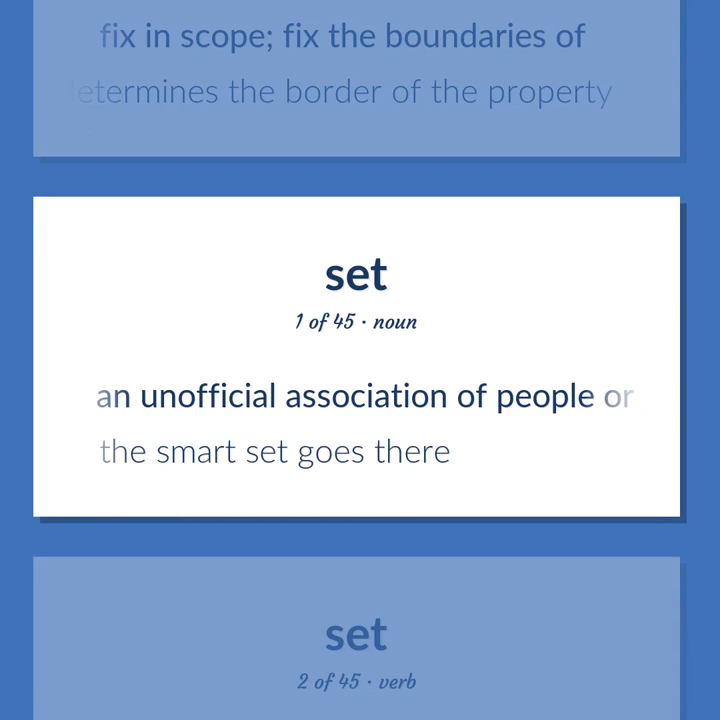 fix in scope; fix the boundaries of
determines the border of the property
set
1 of 45 · noun
an unofficial association of people or
the smart set goes there
set
2 of 45 · verb